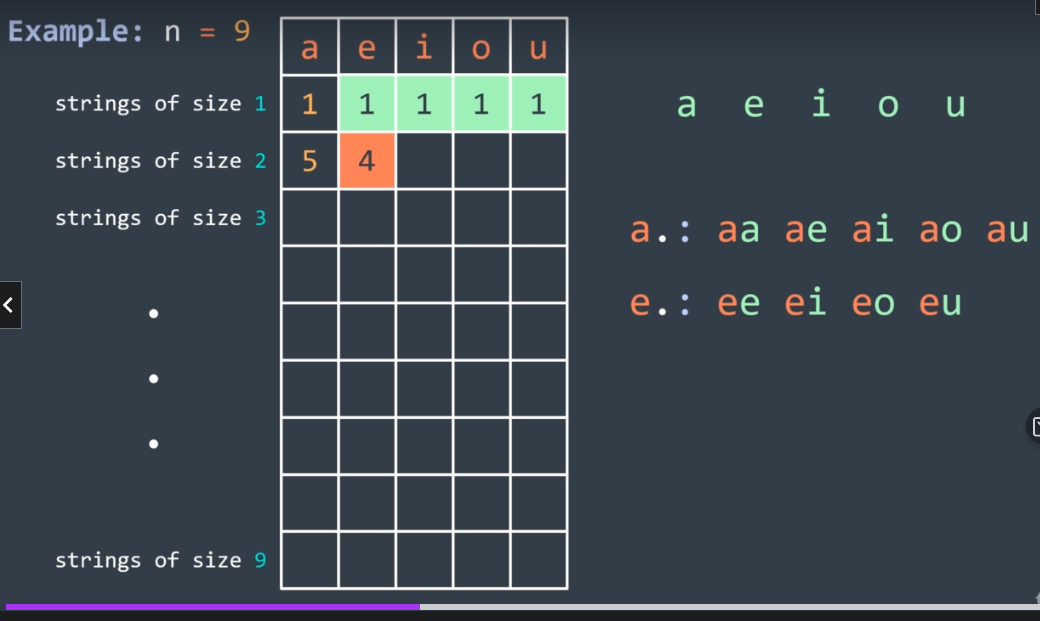 Example: n = 9
a e i o u
strings of size 1 1 1 1 1 1
strings of size 2 5 4
strings of size 3
strings of size 9
a e i o u
a.: aa ae ai ao au
e.: ee ei eo eu